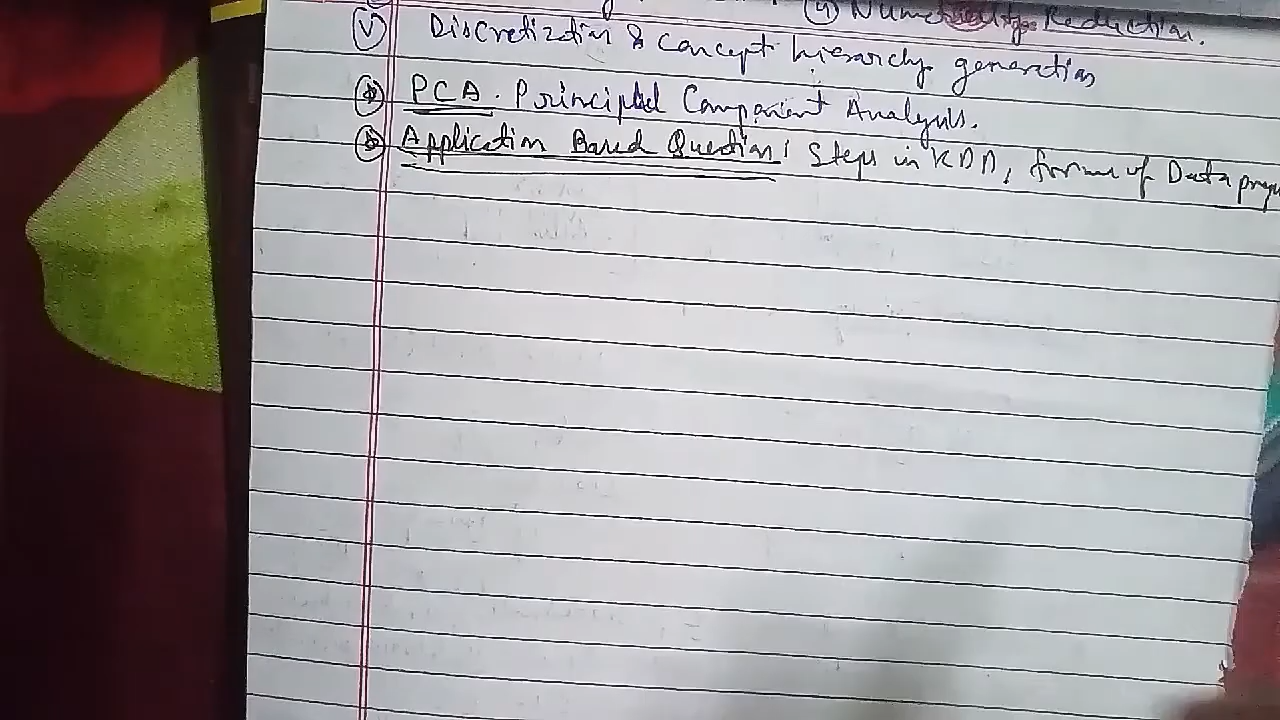 (4) Numerosity Reduction.
(V) Discretization & Concept hierarchy generation
PCA. Principal Component Analysis.
Application Based Question: Steps in KDD, forms of Data